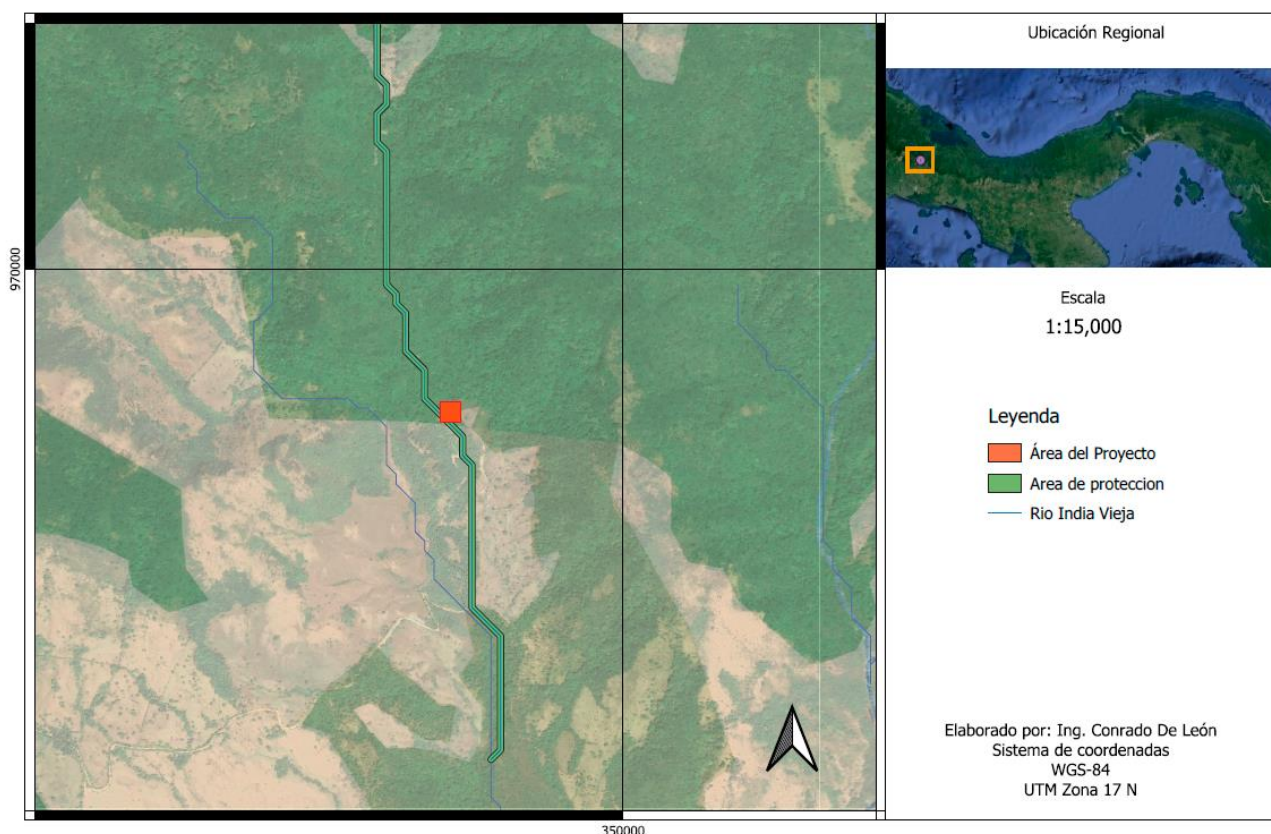 Ubicación Regional
Escala
1:15,000
Leyenda
Área del Proyecto
Area de proteccion
Rio India Vieja
Elaborado por: Ing. Conrado De León
Sistema de coordenadas
WGS-84
UTM Zona 17 N
970000
350000